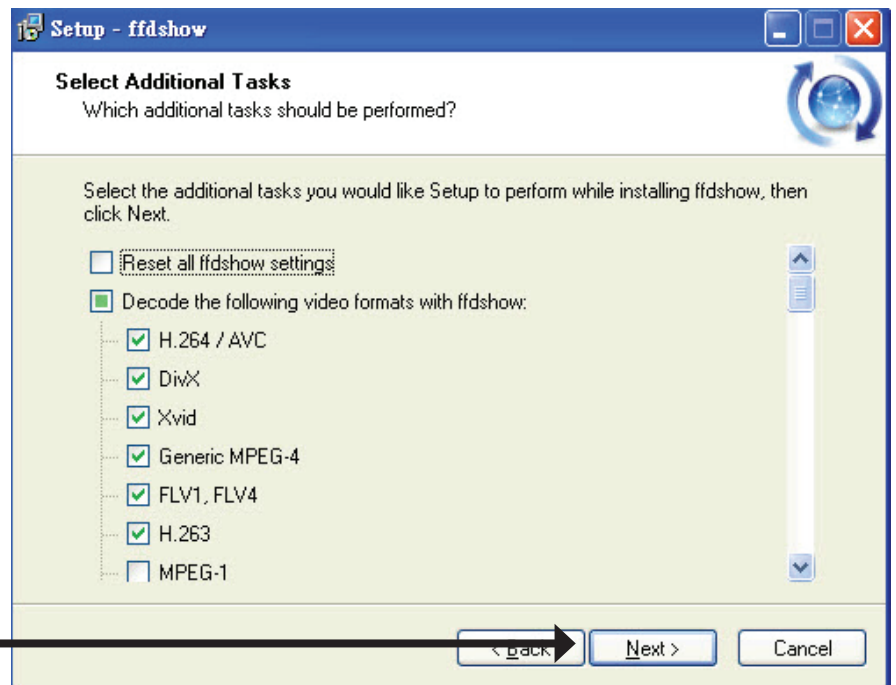 Setup - ffdshow
Select Additional Tasks
Which additional tasks should be performed?
Select the additional tasks you would like Setup to perform while installing ffdshow, then
click Next.
Reset all ffdshow settings
Decode the following video formats with ffdshow:
H.264 / AVC
DivX
Xvid
Generic MPEG-4
FLV1, FLV4
H.263
MPEG-1
< Back
Next >
Cancel